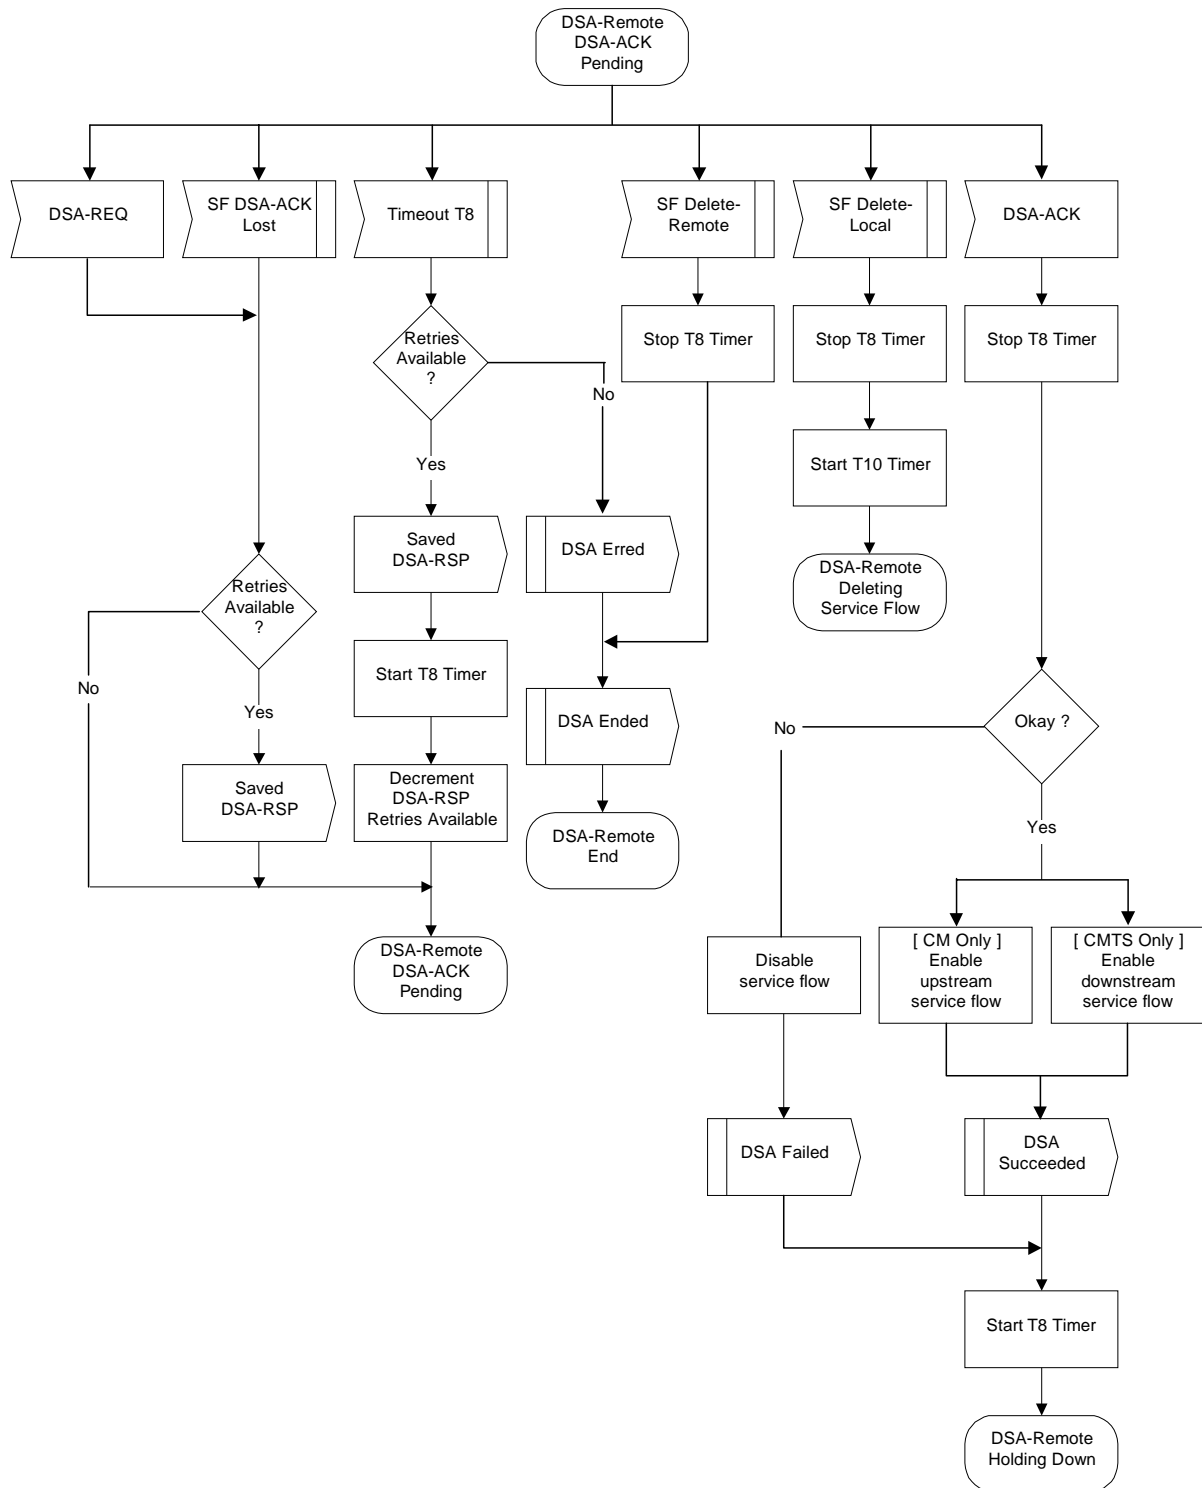 DSA-Remote
DSA-ACK
Pending
DSA-REQ
SF DSA-ACK
Lost
Timeout T8
SF Delete-
Remote
SF Delete-
Local
DSA-ACK
Retries
Available
?
Stop T8 Timer
Stop T8 Timer
Stop T8 Timer
No
Yes
Start T10 Timer
Saved
DSA-RSP
DSA Erred
DSA-Remote
Deleting
Service Flow
Retries
Available
?
No
Yes
Start T8 Timer
DSA Ended
No
Okay ?
Saved
DSA-RSP
Decrement
DSA-RSP
Retries Available
DSA-Remote
End
Yes
DSA-Remote
DSA-ACK
Pending
Disable
service flow
[ CM Only ]
Enable
upstream
service flow
[ CMTS Only ]
Enable
downstream
service flow
DSA Failed
DSA
Succeeded
Start T8 Timer
DSA-Remote
Holding Down